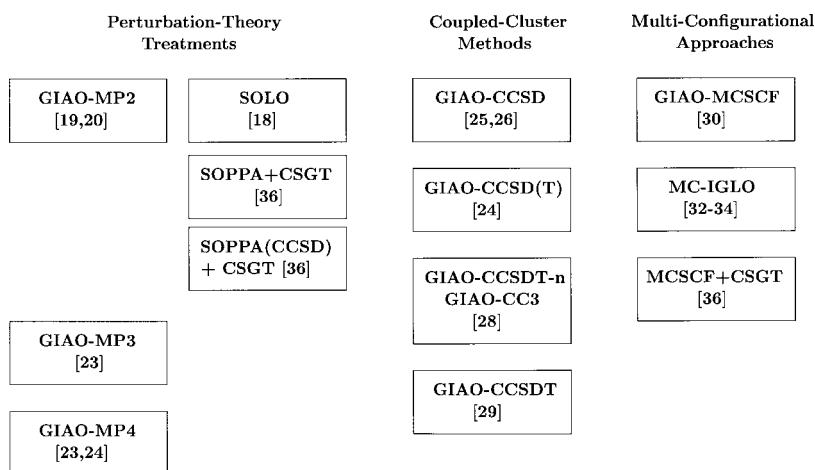 Perturbation-Theory
Treatments
GIAO-MP2
[19,20]
SOLO
[18]
SOPPA+CSGT
[36]
SOPPA(CCSD)
+ CSGT [36]
GIAO-MP3
[23]
GIAO-MP4
[23,24]
Coupled-Cluster
Methods
GIAO-CCSD
[25,26]
GIAO-CCSD(T)
[24]
GIAO-CCSDT-n
GIAO-CC3
[28]
GIAO-CCSDT
[29]
Multi-Configurational
Approaches
GIAO-MCSCF
[30]
MC-IGLO
[32-34]
MCSCF+CSGT
[36]